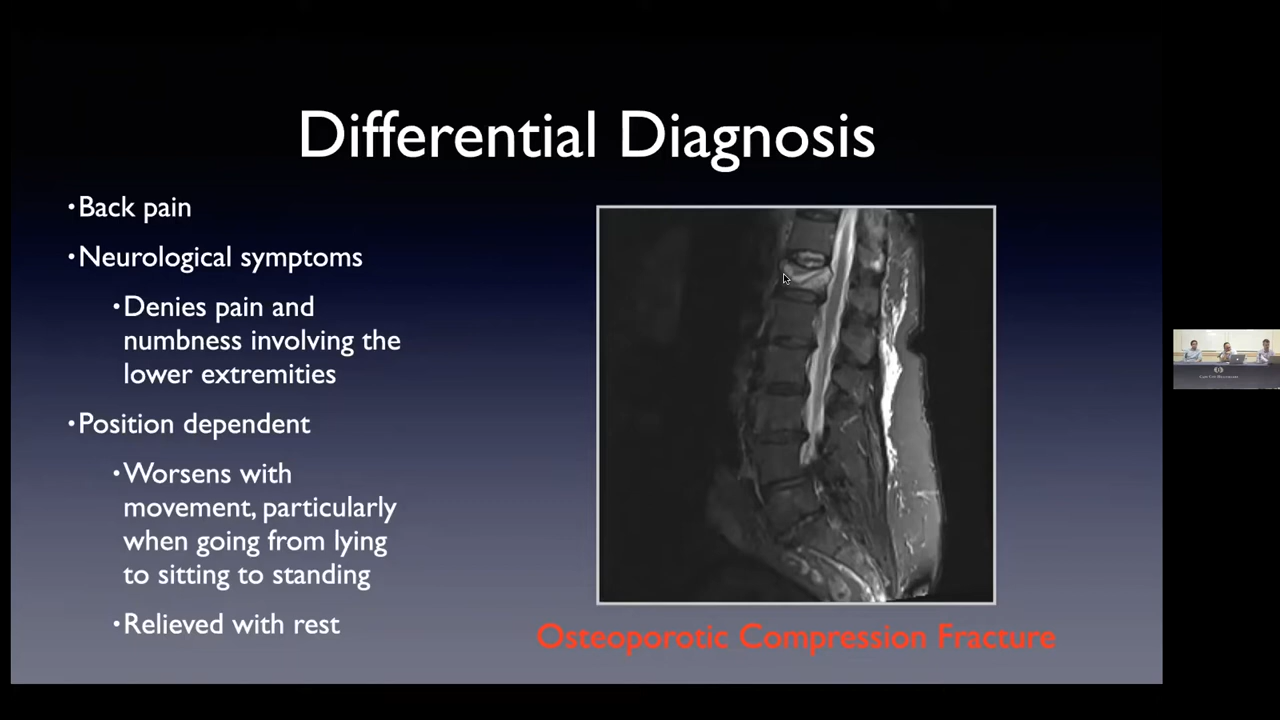 Differential Diagnosis
•Back pain
•Neurological symptoms
•Denies pain and
numbness involving the
lower extremities
•Position dependent
•Worsens with
movement, particularly
when going from lying
to sitting to standing
•Relieved with rest
Osteoporotic Compression Fracture